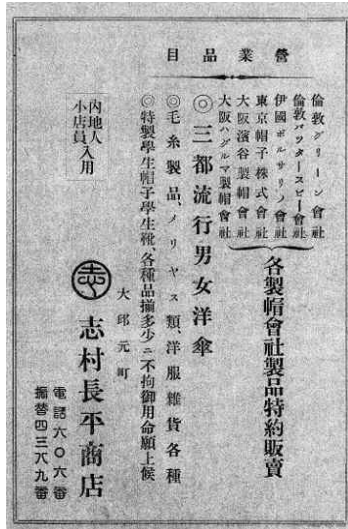 營業品目
倫敦グリーン會社
倫敦バッタースビー會社
伊國ボルサリノ會社
東京帽子株式會社
大阪濱谷製帽會社
大阪ハグルマ製帽會社
各製帽會社製品特約販賣
◎三都流行男女洋傘
◎毛糸製品、メリヤス類、洋服雜貨各種
◎特製學生帽子學生靴、各種品揃多少ニ不拘御用命願上候
大邱元町
志 志村長平商店
電話六〇六番
振替四三八九番
內地人
小店員入用